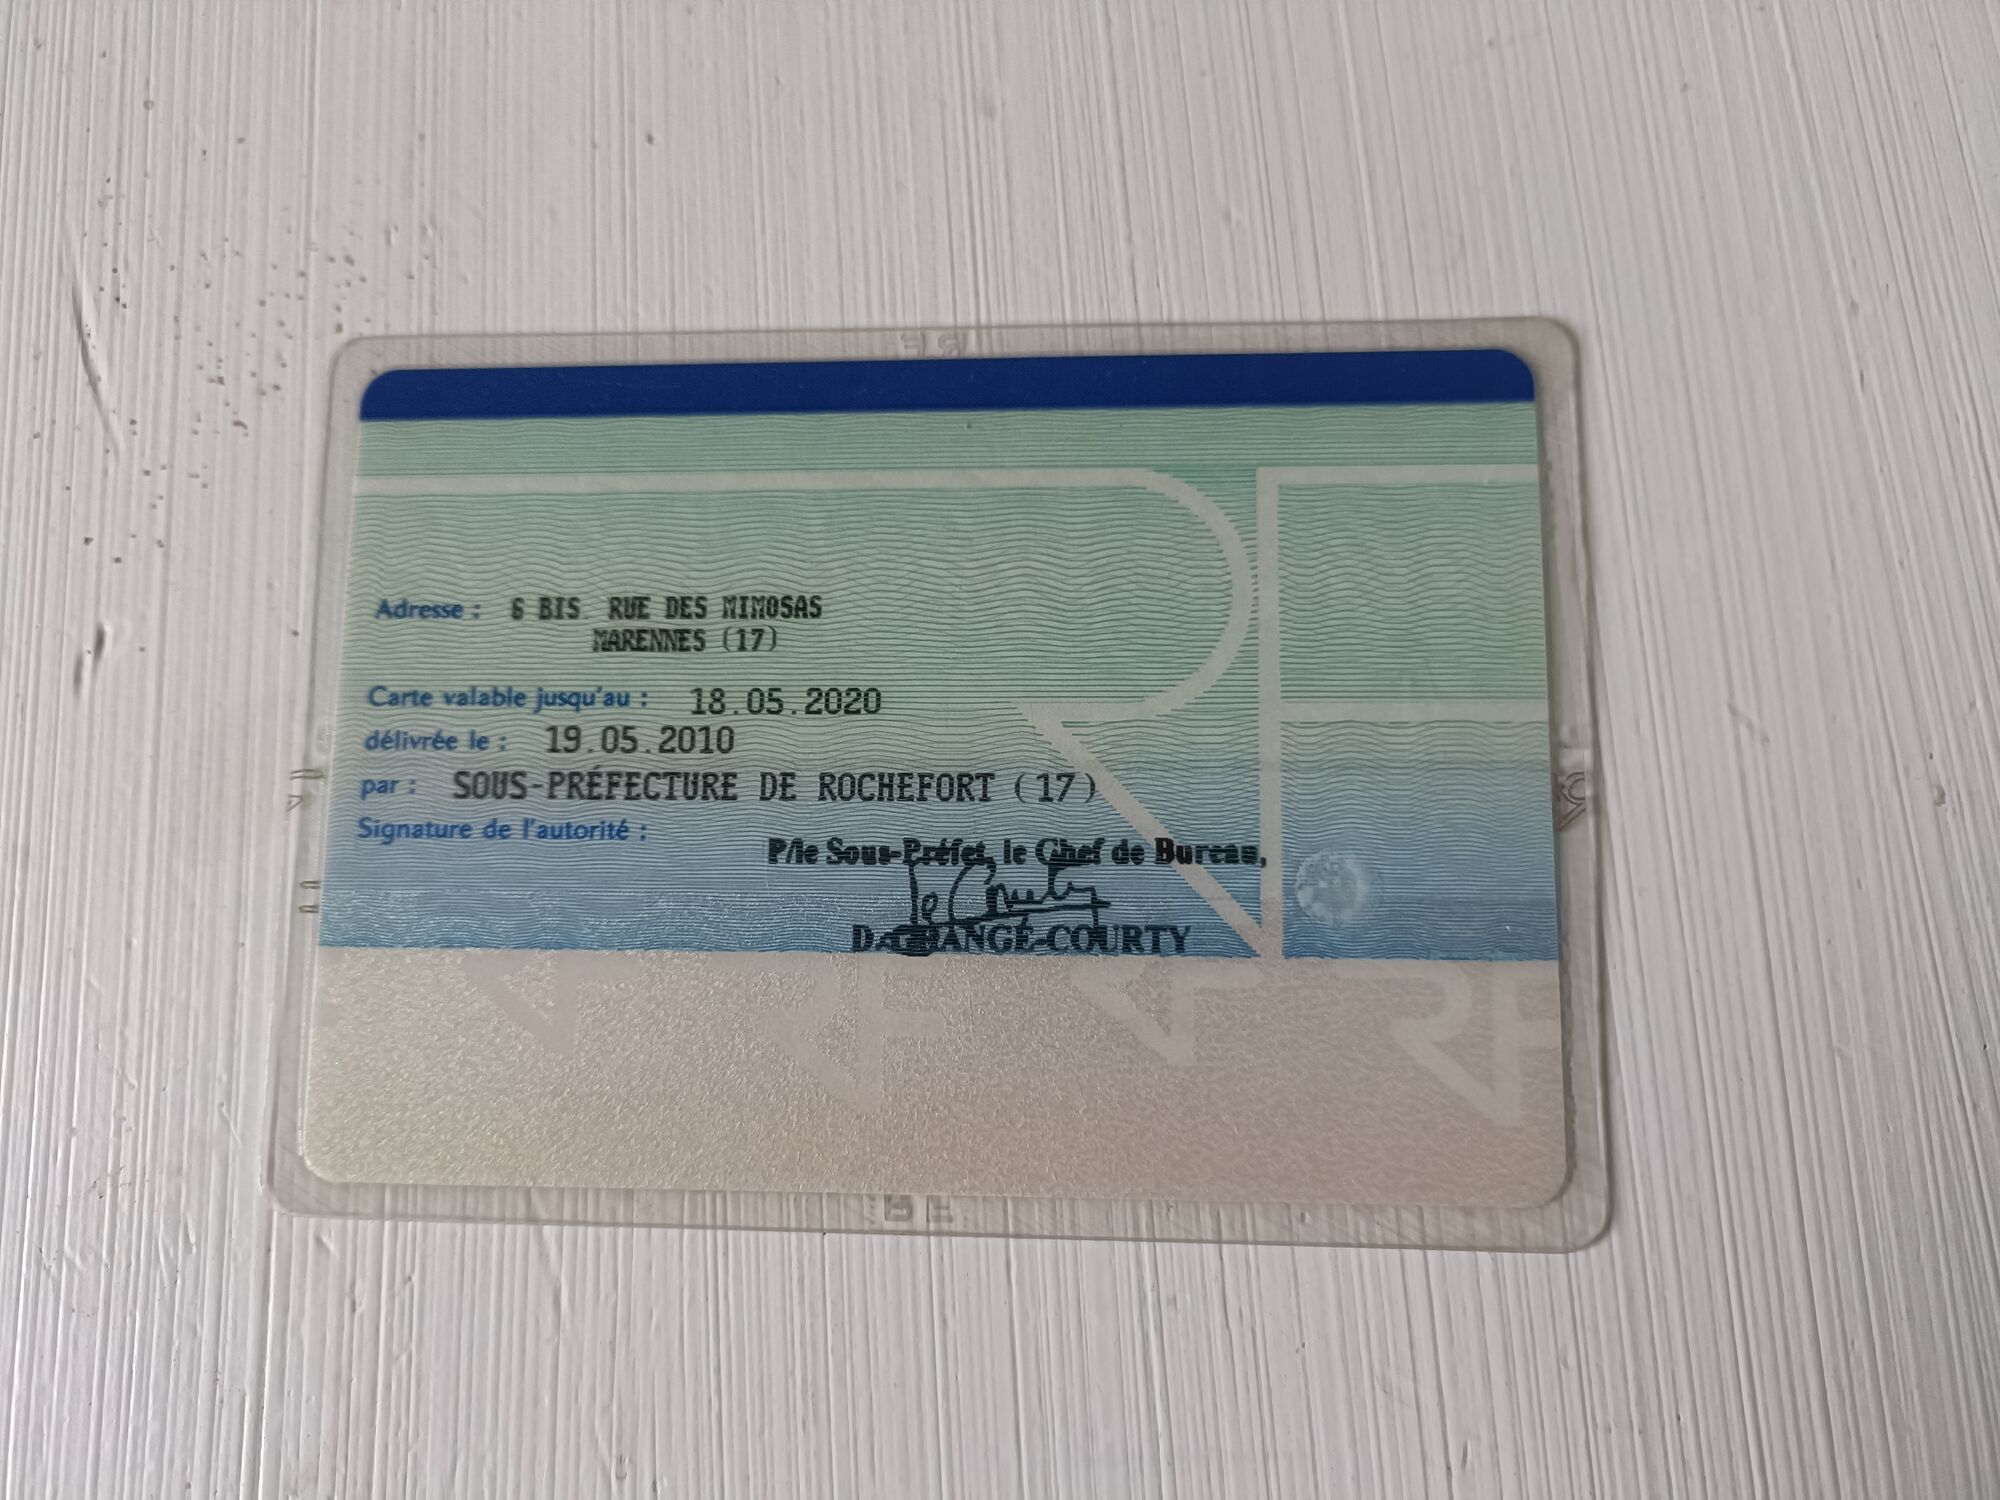 Adresse : 6 BIS RUE DES MIMOSAS
MARENNES (17)
Carte valable jusqu'au : 18.05.2020
délivrée le : 19.05.2010
par : SOUS-PRÉFECTURE DE ROCHEFORT (17)
Signature de l'autorité :
P/le Sous-Préfet, le Chef de Bureau,
RF